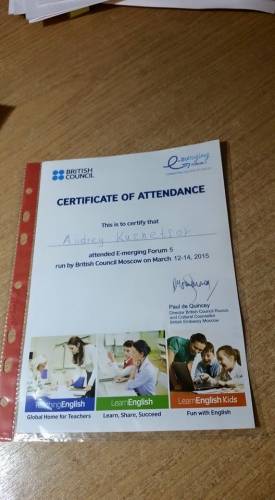 BRITISH
COUNCIL
e-merging
forum
CERTIFICATE OF ATTENDANCE
This is to certify that
Andrey Kuznetsov
attended E-merging Forum 5
run by British Council Moscow on March 12-14, 2015
Paul de Quincey
Director British Council Russia
and Cultural Counsellor
British Embassy Moscow
TeachingEnglish
LearnEnglish
LearnEnglish Kids
Global Home for Teachers
Learn, Share, Succeed
Fun with English